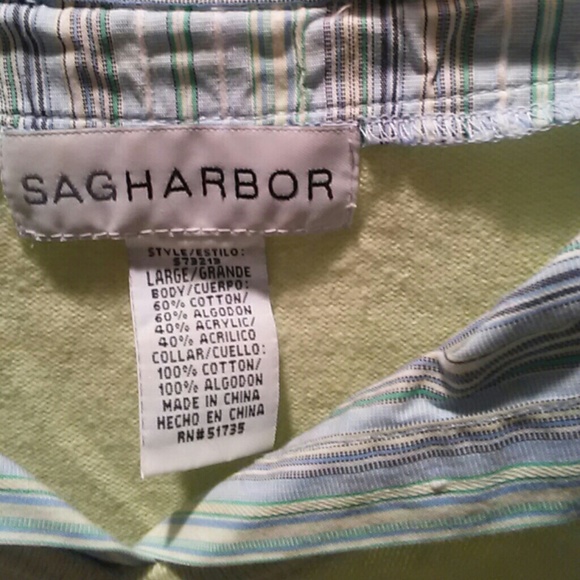 SAGHARBOR
STYLE/ESTILO:
573213
LARGE/GRANDE
BODY/CUERPO:
60% COTTON/
60% ALGODON
40% ACRYLIC/
40% ACRILICO
COLLAR/CUELLO:
100% COTTON/
100% ALGODON
MADE IN CHINA
HECHO EN CHINA
RN#51735